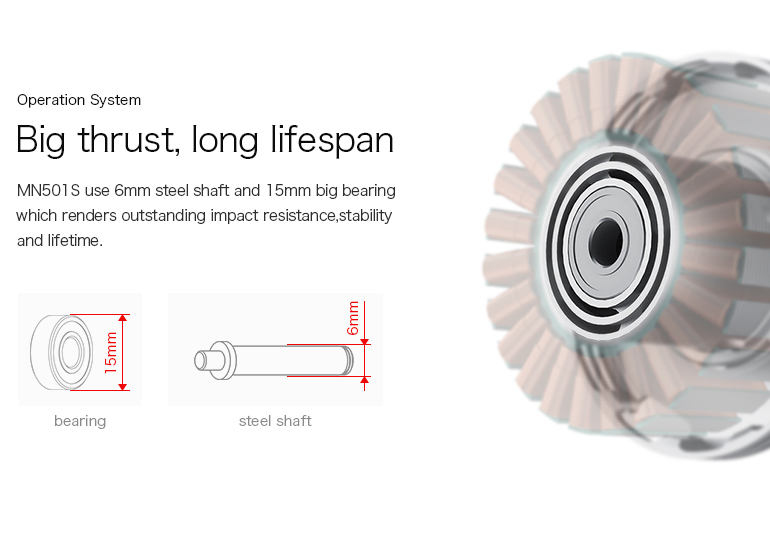 Operation System
Big thrust, long lifespan
MN501S use 6mm steel shaft and 15mm big bearing
which renders outstanding impact resistance,stability
and lifetime.
15mm
6mm
bearing
steel shaft